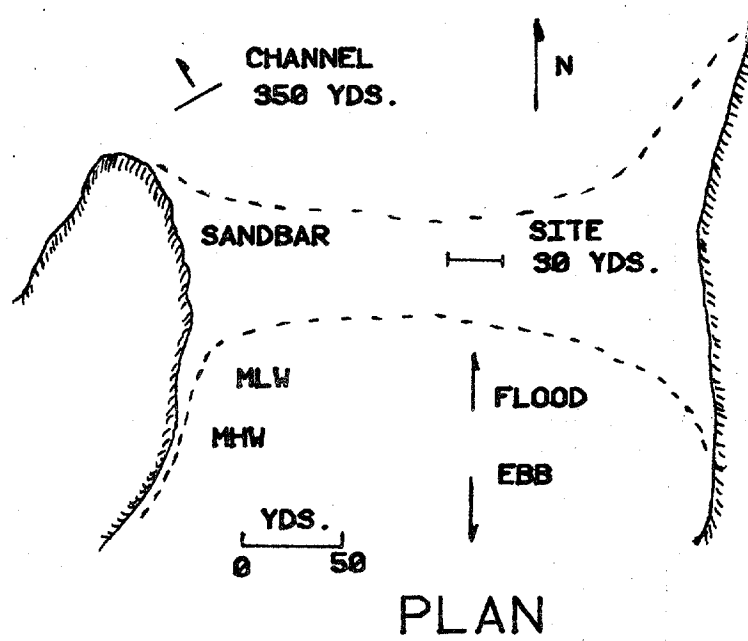 CHANNEL
350 YDS.
N
SANDBAR
SITE
30 YDS.
MLW
MHW
FLOOD
EBB
YDS.
0 50
PLAN